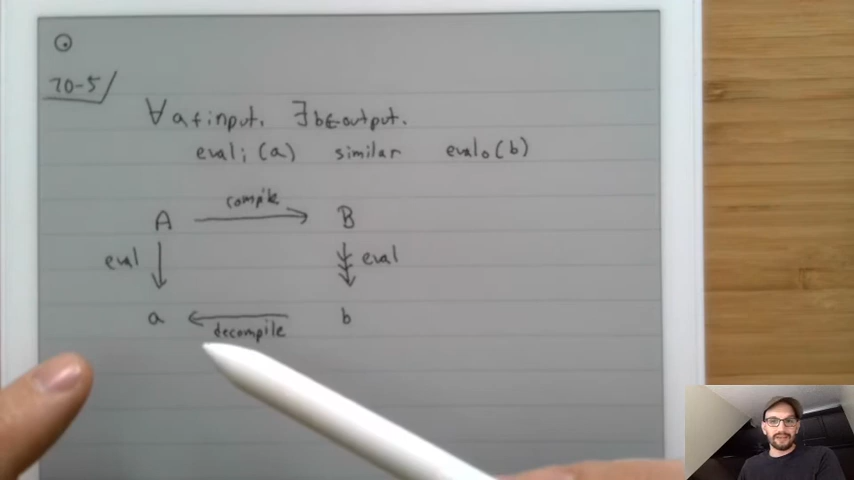 70-5/
∀ a ∈ input. ∃ b ∈ output.
evalᵢ (a) similar evalₒ (b)
A compile B
eval eval
a decompile b